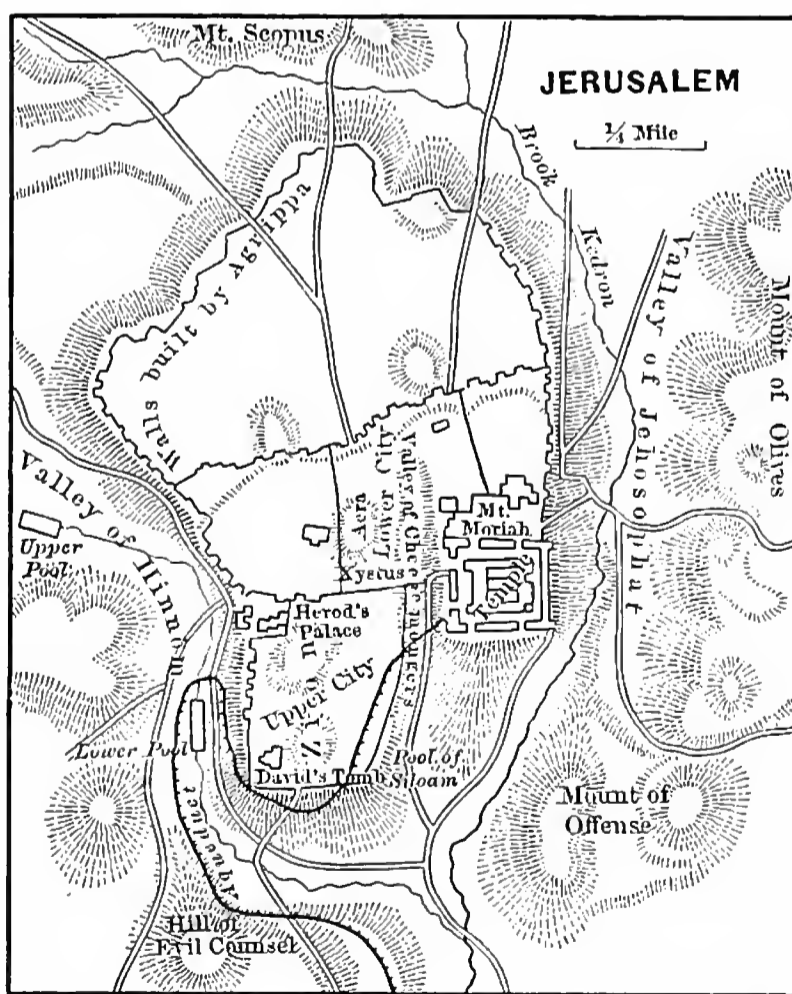 Mt. Scopus
JERUSALEM
¼ Mile
Brook
Kedron
Walls built by Agrippa
Valley of Jehosophat
Mount of Olives
Valley of Hinnom
Upper
Pool
Acra
Lower City
Valley of Cheesemongers
Mt.
Moriah
Xystus
Temple
Herod's
Palace
Zion
Upper City
Lower Pool
David's Tomb
Pool of
Siloam
Mount of
Offense
Aqueduct
Hill of
Evil Counsel